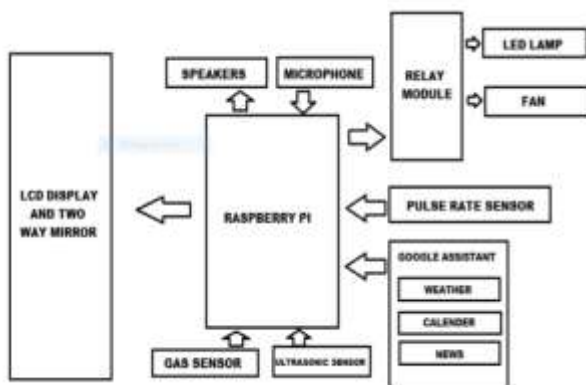 SPEAKERS
MICROPHONE
RELAY
MODULE
LED LAMP
FAN
LCD DISPLAY
AND TWO
WAY MIRROR
RASPBERRY PI
PULSE RATE SENSOR
GOOGLE ASSISTANT
WEATHER
CALENDER
NEWS
GAS SENSOR
ULTRASONIC SENSOR